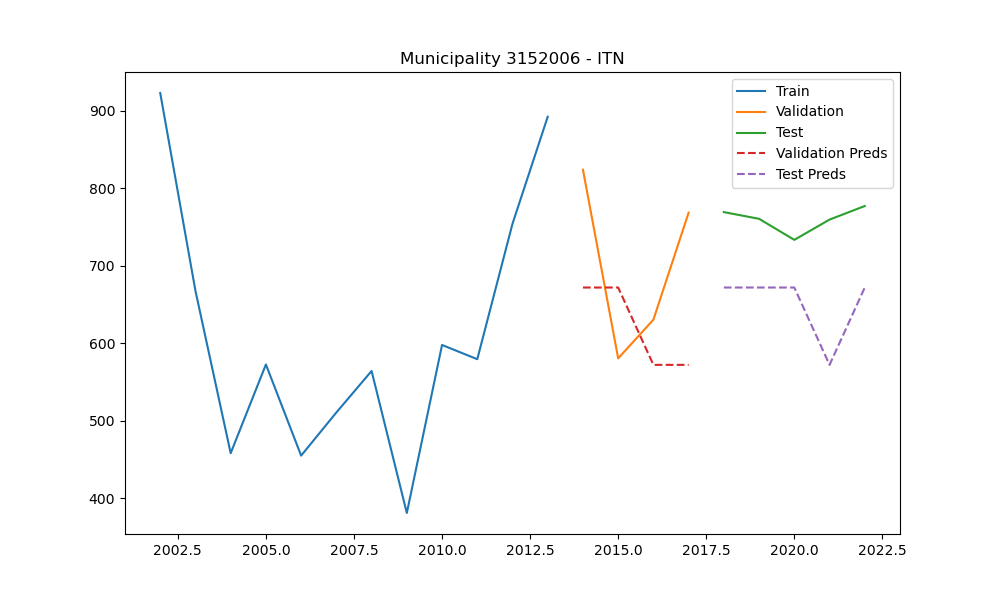 Municipality 3152006 - ITN
Train
Validation
Test
Validation Preds
Test Preds
900
800
700
600
500
400
2002.5 2005.0 2007.5 2010.0 2012.5 2015.0 2017.5 2020.0 2022.5